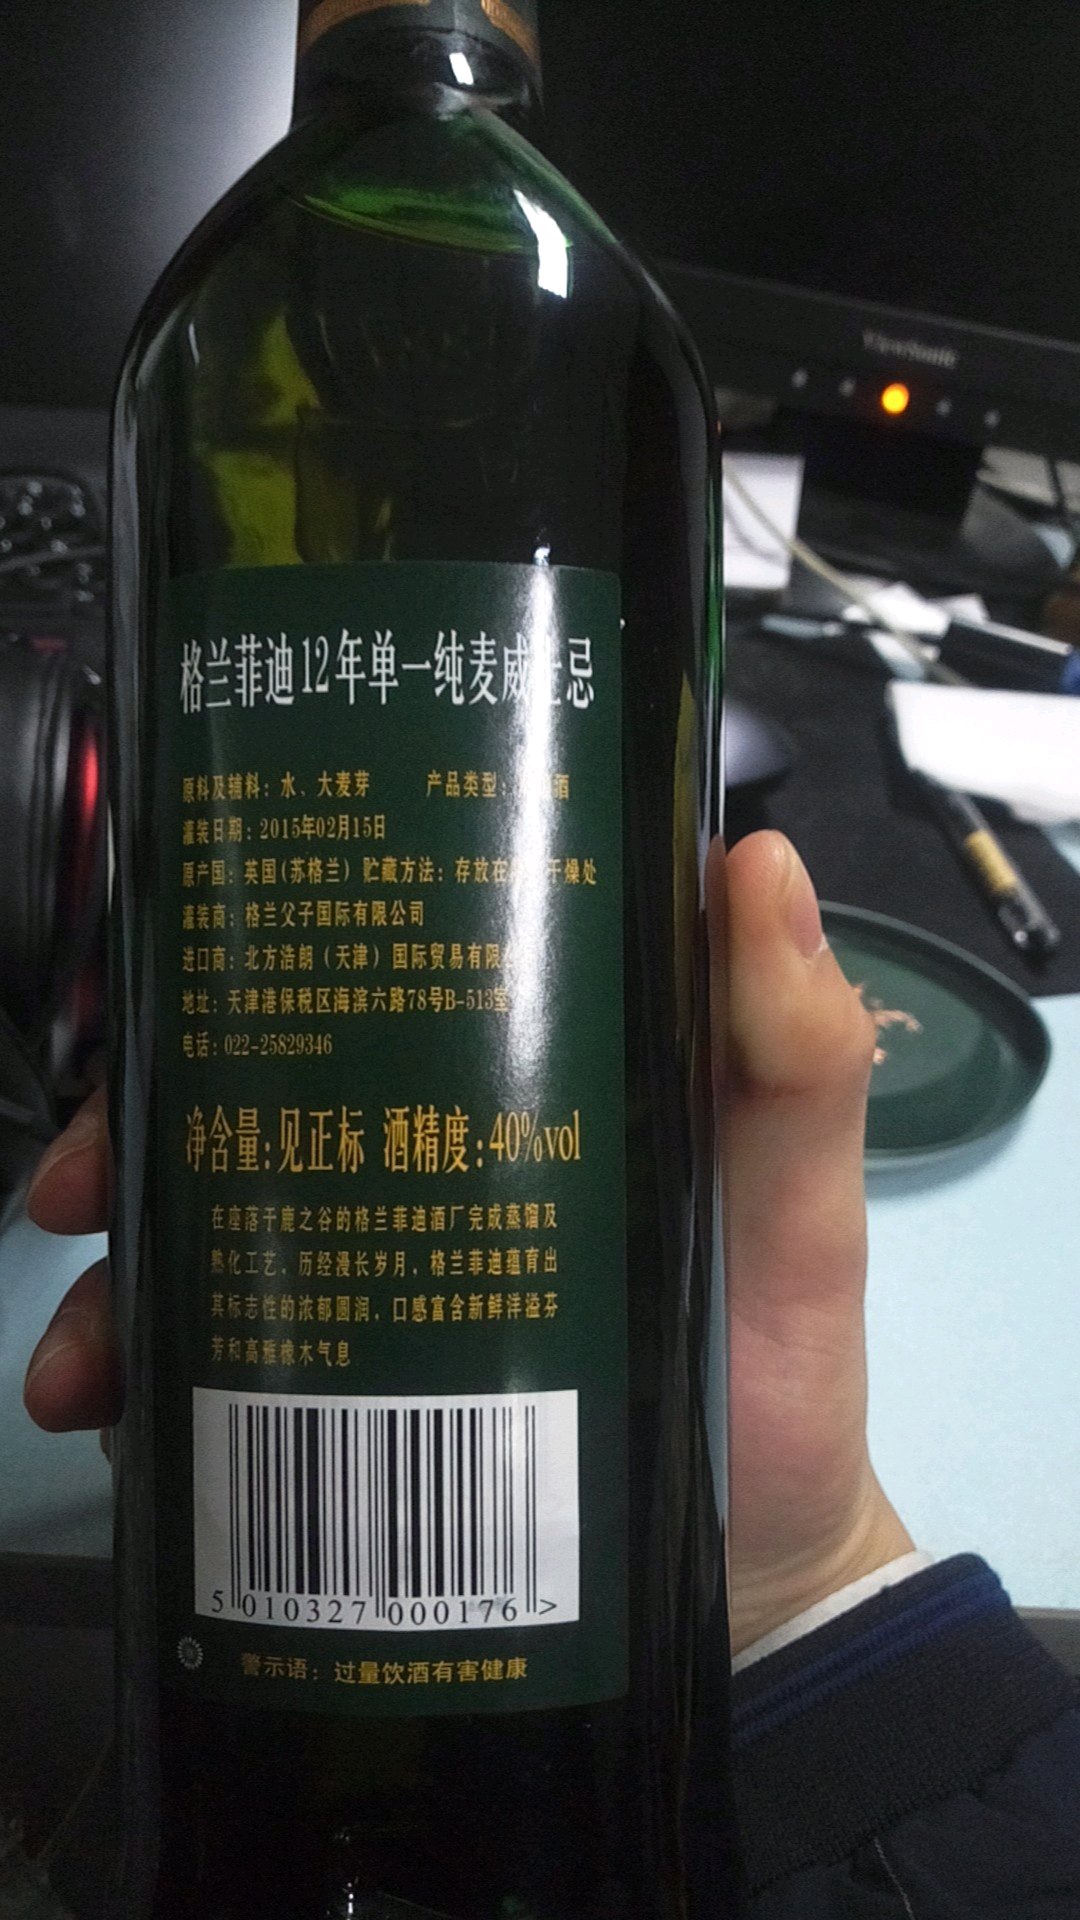 格兰菲迪12年单一纯麦威士忌
原料及辅料：水、大麦芽 产品类型：酒
灌装日期：2015年02月15日
原产国：英国（苏格兰） 贮藏方法：存放在干燥处
灌装商：格兰父子国际有限公司
进口商：北方浩朗（天津）国际贸易有限
地址：天津港保税区海滨六路78号B-513室
电话：022-25829346
净含量：见正标 酒精度：40%vol
在座落于鹿之谷的格兰菲迪酒厂完成蒸馏及
熟化工艺，历经漫长岁月，格兰菲迪蕴育出
其标志性的浓郁圆润，口感富含新鲜洋溢芬
芳和高雅橡木气息
5 010327 000176 >
警示语：过量饮酒有害健康
ViewSonic